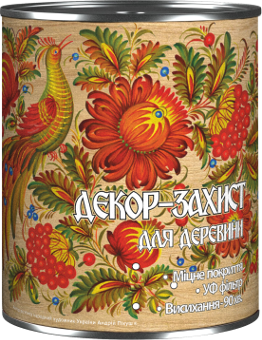 ДЕКОР-ЗАХИСТ
ДЛЯ ДЕРЕВИНИ
• Міцне покриття
• УФ фільтр
• Висихання-90 хв.